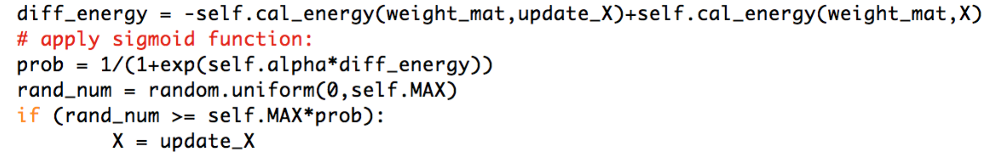 diff_energy = -self.cal_energy(weight_mat,update_X)+self.cal_energy(weight_mat,X)
# apply sigmoid function:
prob = 1/(1+exp(self.alpha*diff_energy))
rand_num = random.uniform(0,self.MAX)
if (rand_num >= self.MAX*prob):
        X = update_X